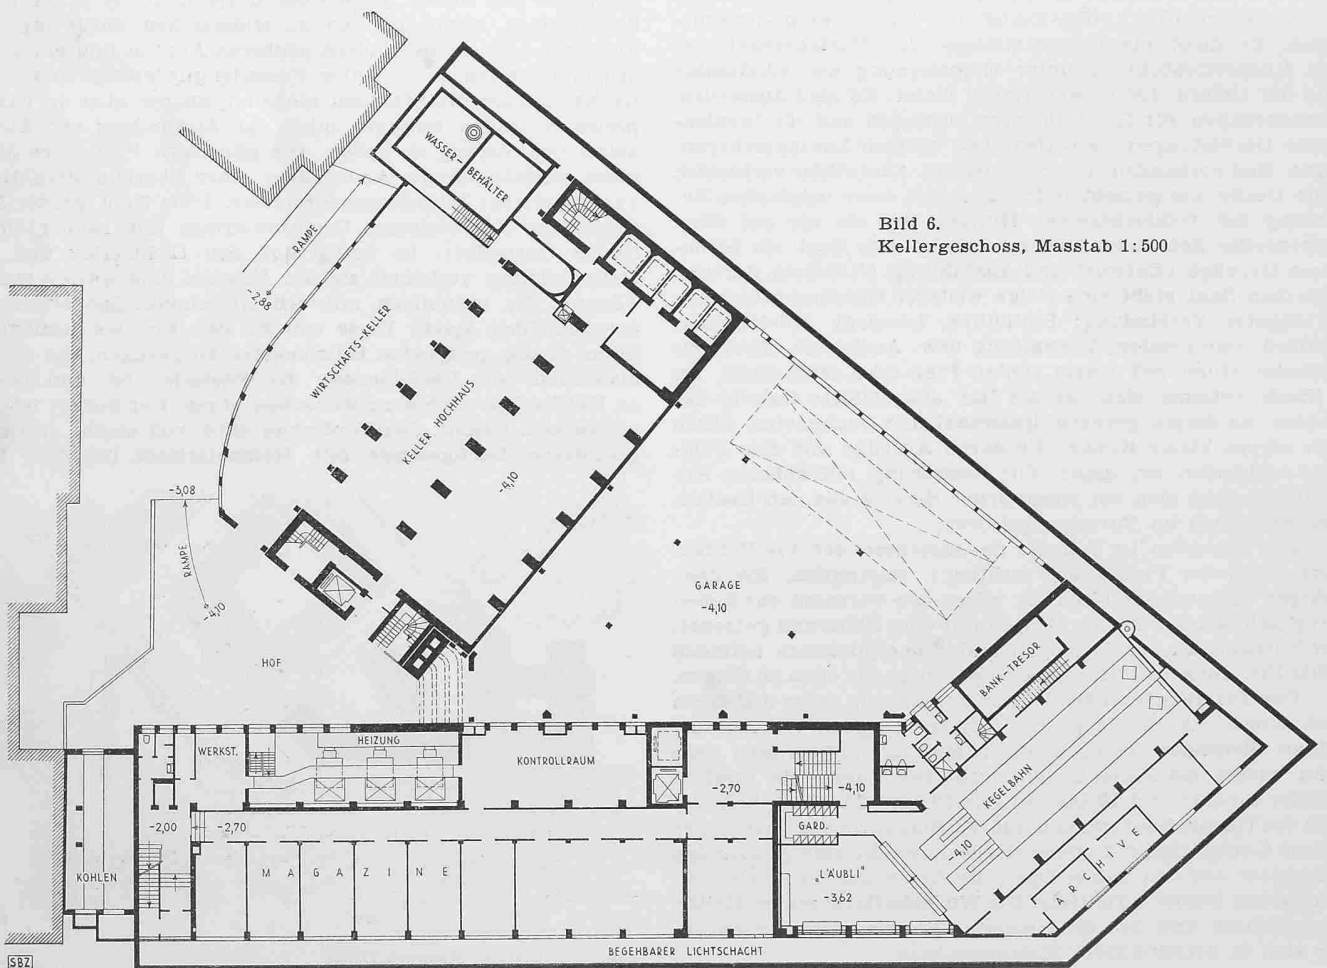 Bild 6.
Kellergeschoss, Masstab 1:500
WASSER-
BEHÄLTER
RAMPE
-2,84
WIRTSCHAFTS-KELLER
KELLER HOCHHAUS
-4,10
-3,08
RAMPE
-4,10
GARAGE
-4,10
HOF
BANK-TRESOR
WERKST.
HEIZUNG
KONTROLLRAUM
-2,70
-4,10
KEGELBAHN
-4,10
-2,00
-2,70
GARD.
KOHLEN
MAGAZINE
„L'ÄUBLI"
-3,62
ARCHIVE
BEGEHBARER LICHTSCHACHT
SBZ